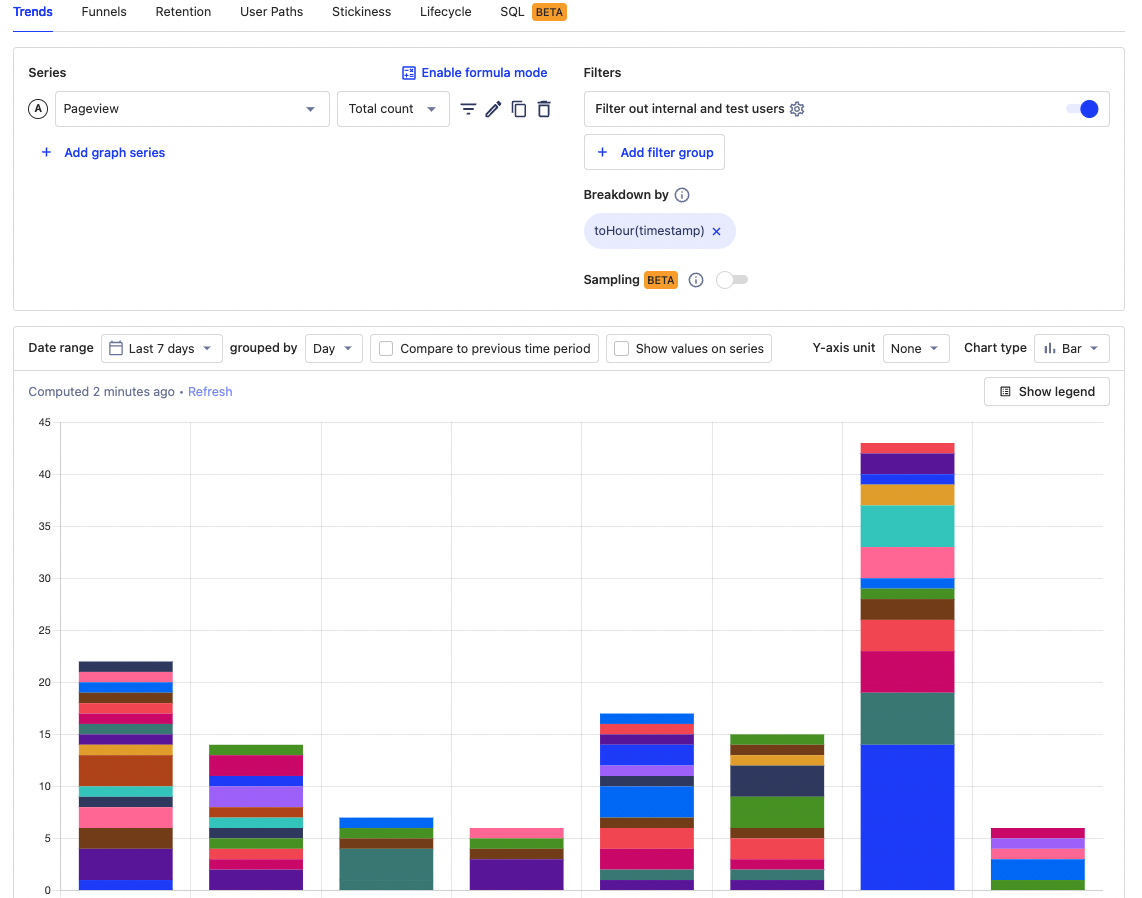 Trends Funnels Retention User Paths Stickiness Lifecycle SQL BETA
Series Enable formula mode Filters
A Pageview Total count Filter out internal and test users
+ Add graph series + Add filter group
Breakdown by
toHour(timestamp) ×
Sampling BETA
Date range Last 7 days grouped by Day Compare to previous time period Show values on series Y-axis unit None Chart type Bar
Computed 2 minutes ago • Refresh Show legend
45
40
35
30
25
20
15
10
5
0